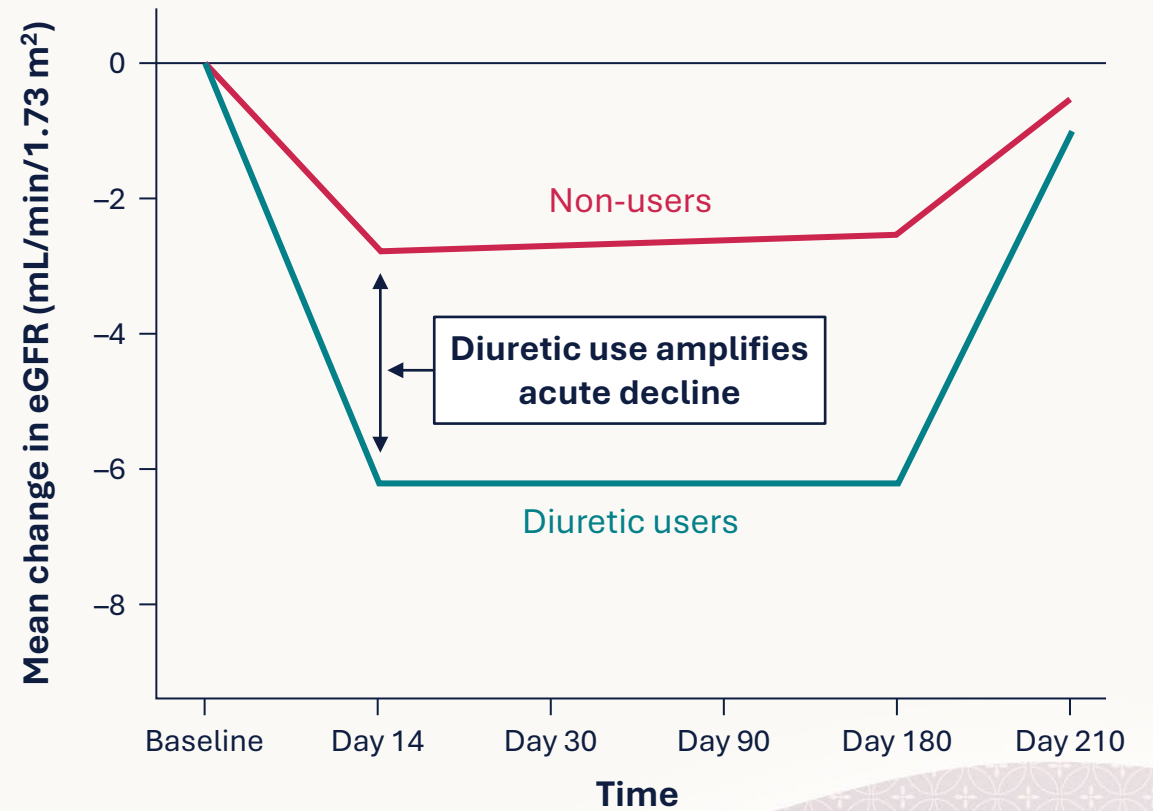 Mean change in eGFR (mL/min/1.73 m²)
0
–2
–4
–6
–8
Non-users
Diuretic use amplifies
acute decline
Diuretic users
Baseline
Day 14
Day 30
Day 90
Day 180
Day 210
Time